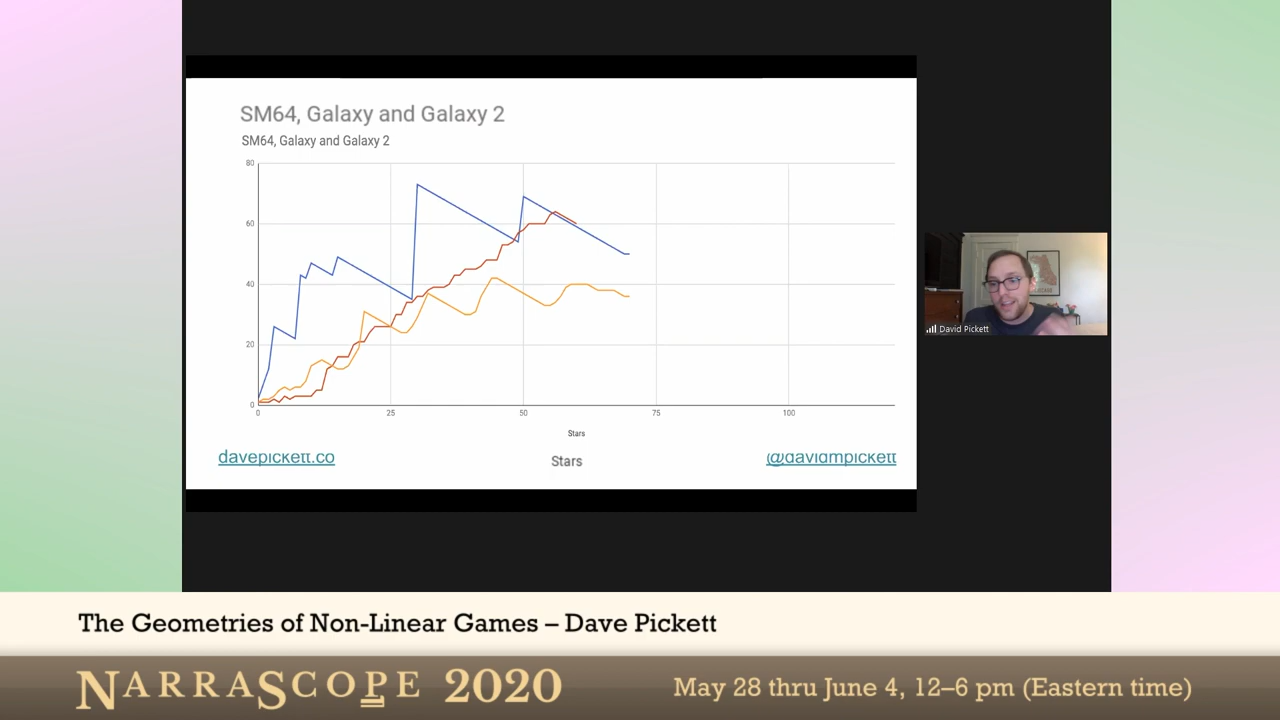 SM64, Galaxy and Galaxy 2
SM64, Galaxy and Galaxy 2
80
60
40
20
0
0 25 50 75 100
Stars
davepickett.co Stars @davidmpickett
David Pickett
The Geometries of Non-Linear Games – Dave Pickett
NARRASCOPE 2020
May 28 thru June 4, 12–6 pm (Eastern time)